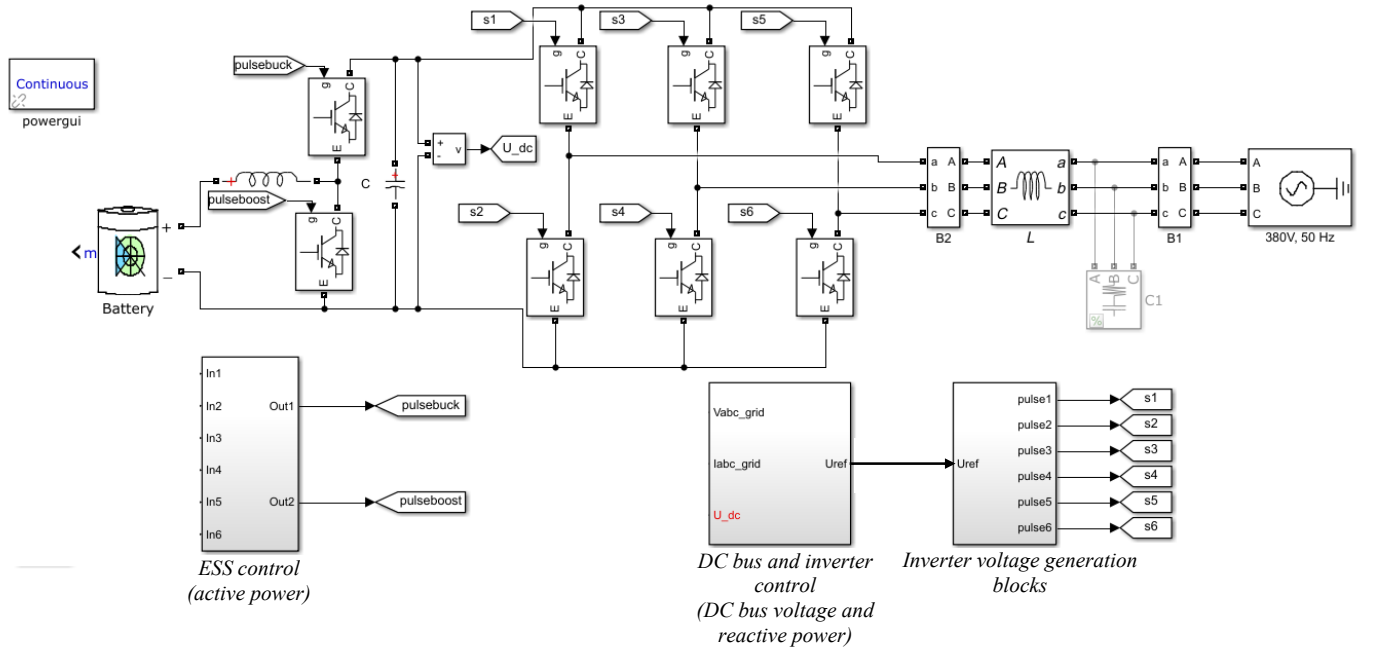 s1
s3
s5
g
C
E
g
C
E
g
C
E
pulsebuck
g
C
E
Continuous
powergui
+
-
v
U_dc
+
C
pulseboost
g
C
E
s2
s4
s6
g
C
E
g
C
E
g
C
E
m
+
−
Battery
a A
b B
c C
B2
A a
B b
C c
L
a A
b B
c C
B1
A
B
C
380V, 50 Hz
A B C
%
C1
In1
In2
In3
In4
In5
In6
Out1
Out2
pulsebuck
pulseboost
ESS control
(active power)
Vabc_grid
Iabc_grid
U_dc
Uref
DC bus and inverter
control
(DC bus voltage and
reactive power)
Uref
pulse1
pulse2
pulse3
pulse4
pulse5
pulse6
s1
s2
s3
s4
s5
s6
Inverter voltage generation
blocks